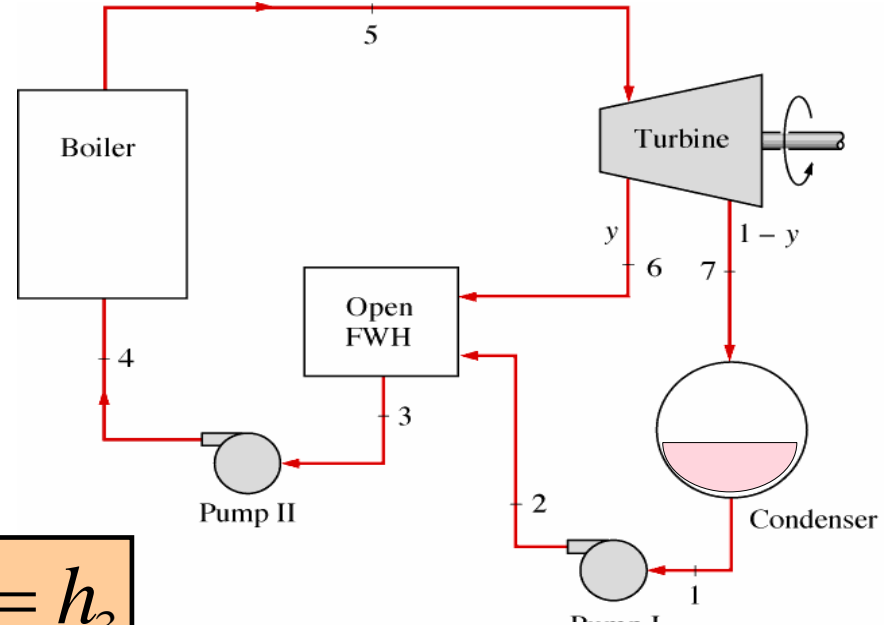 5
Boiler
Turbine
y
1 – y
6
7
Open
FWH
4
3
2
Pump II
Condenser
1
= h